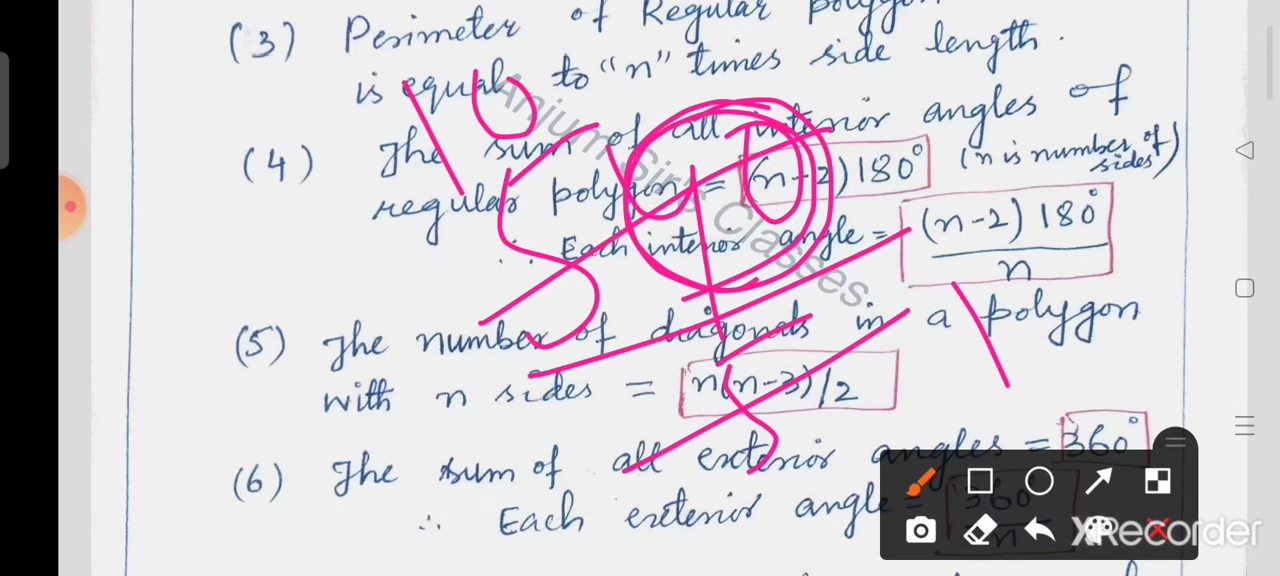 (3) Perimeter of Regular polygon
is equal to "n" times side length.
(4) The sum of all interior angles of
regular polygon = (n-2) 180° (n is number of sides)
∴ Each interior angle = (n-2) 180° / n
(5) The number of diagonals in a polygon
with n sides = n(n-3)/2
(6) The sum of all exterior angles = 360°
∴ Each exterior angle = 360° / n
Anjum Sir's Classes
XRecorder